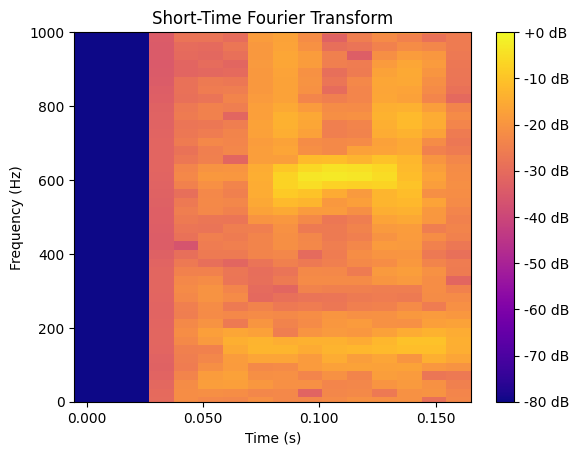 Short-Time Fourier Transform
1000
800
600
400
200
0
Frequency (Hz)
0.000
0.050
0.100
0.150
Time (s)
+0 dB
-10 dB
-20 dB
-30 dB
-40 dB
-50 dB
-60 dB
-70 dB
-80 dB